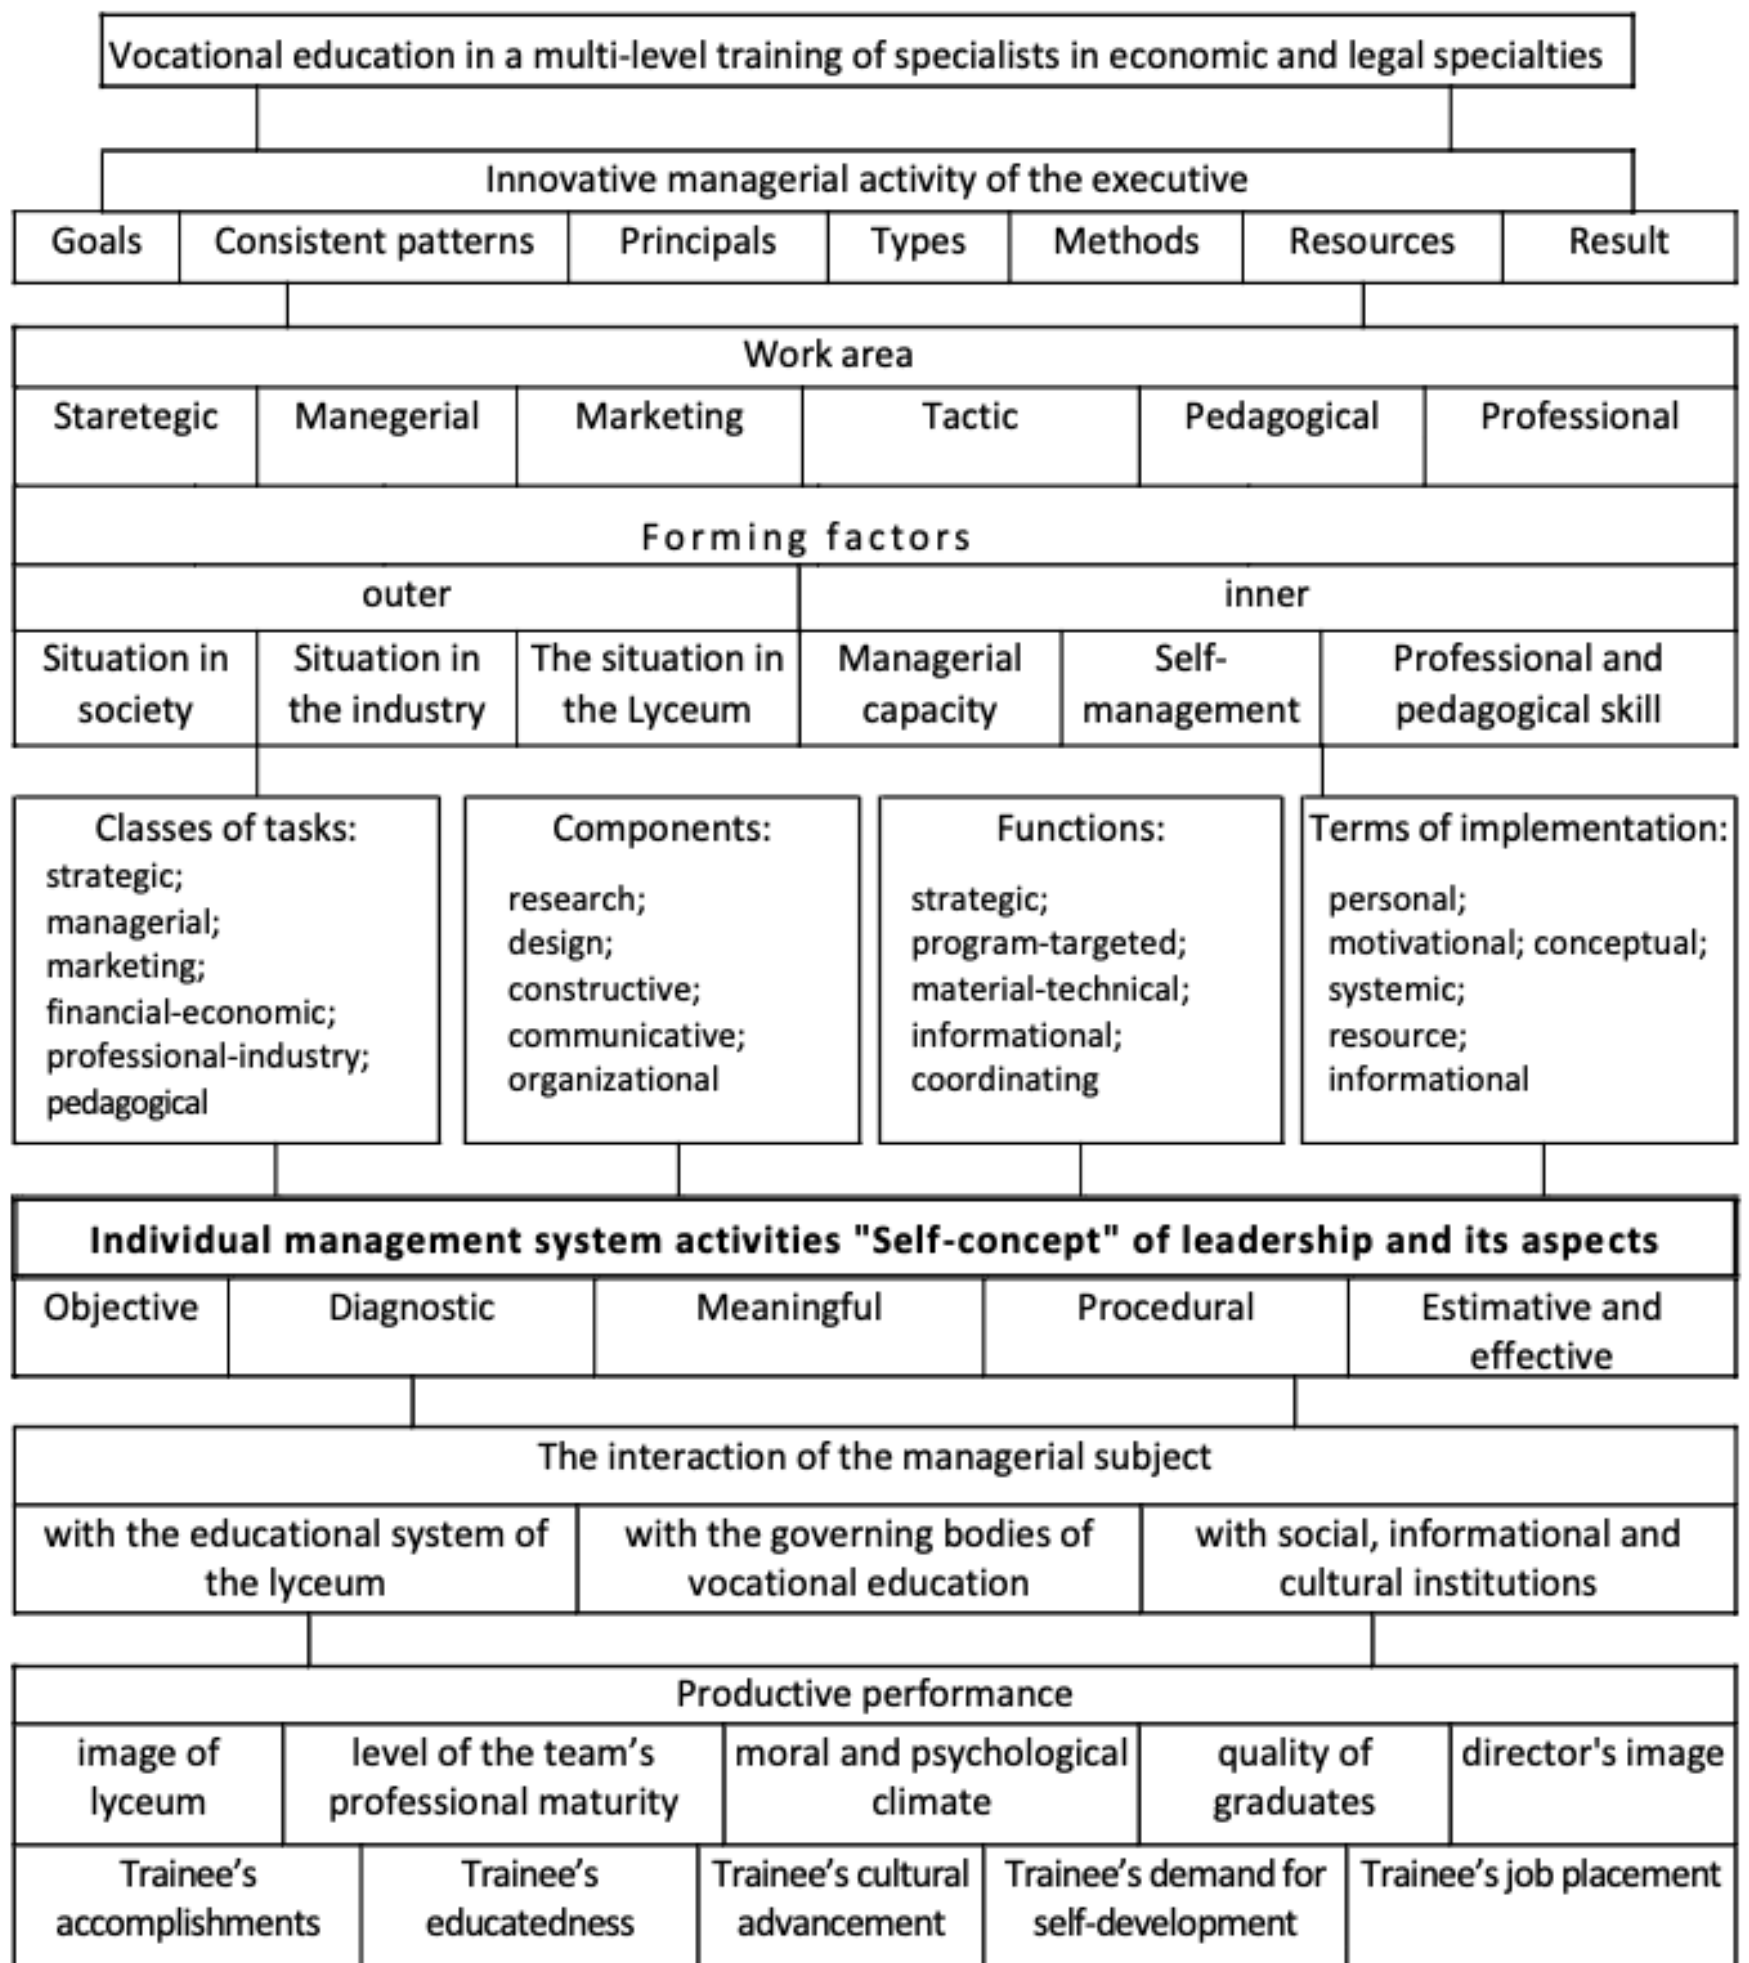 Vocational education in a multi-level training of specialists in economic and legal specialties
Innovative managerial activity of the executive
Goals Consistent patterns Principals Types Methods Resources Result
Work area
Staretegic Manegerial Marketing Tactic Pedagogical Professional
Forming factors
outer inner
Situation in society
Situation in the industry
The situation in the Lyceum
Managerial capacity
Self-management
Professional and pedagogical skill
Classes of tasks:
strategic;
managerial;
marketing;
financial-economic;
professional-industry;
pedagogical
Components:
research;
design;
constructive;
communicative;
organizational
Functions:
strategic;
program-targeted;
material-technical;
informational;
coordinating
Terms of implementation:
personal;
motivational; conceptual;
systemic;
resource;
informational
Individual management system activities "Self-concept" of leadership and its aspects
Objective
Diagnostic
Meaningful
Procedural
Estimative and
effective
The interaction of the managerial subject
with the educational system of
the lyceum
with the governing bodies of
vocational education
with social, informational and
cultural institutions
Productive performance
image of
lyceum
level of the team’s
professional maturity
moral and psychological
climate
quality of
graduates
director's image
Trainee’s
accomplishments
Trainee’s
educatedness
Trainee’s cultural
advancement
Trainee’s demand for
self-development
Trainee’s job placement